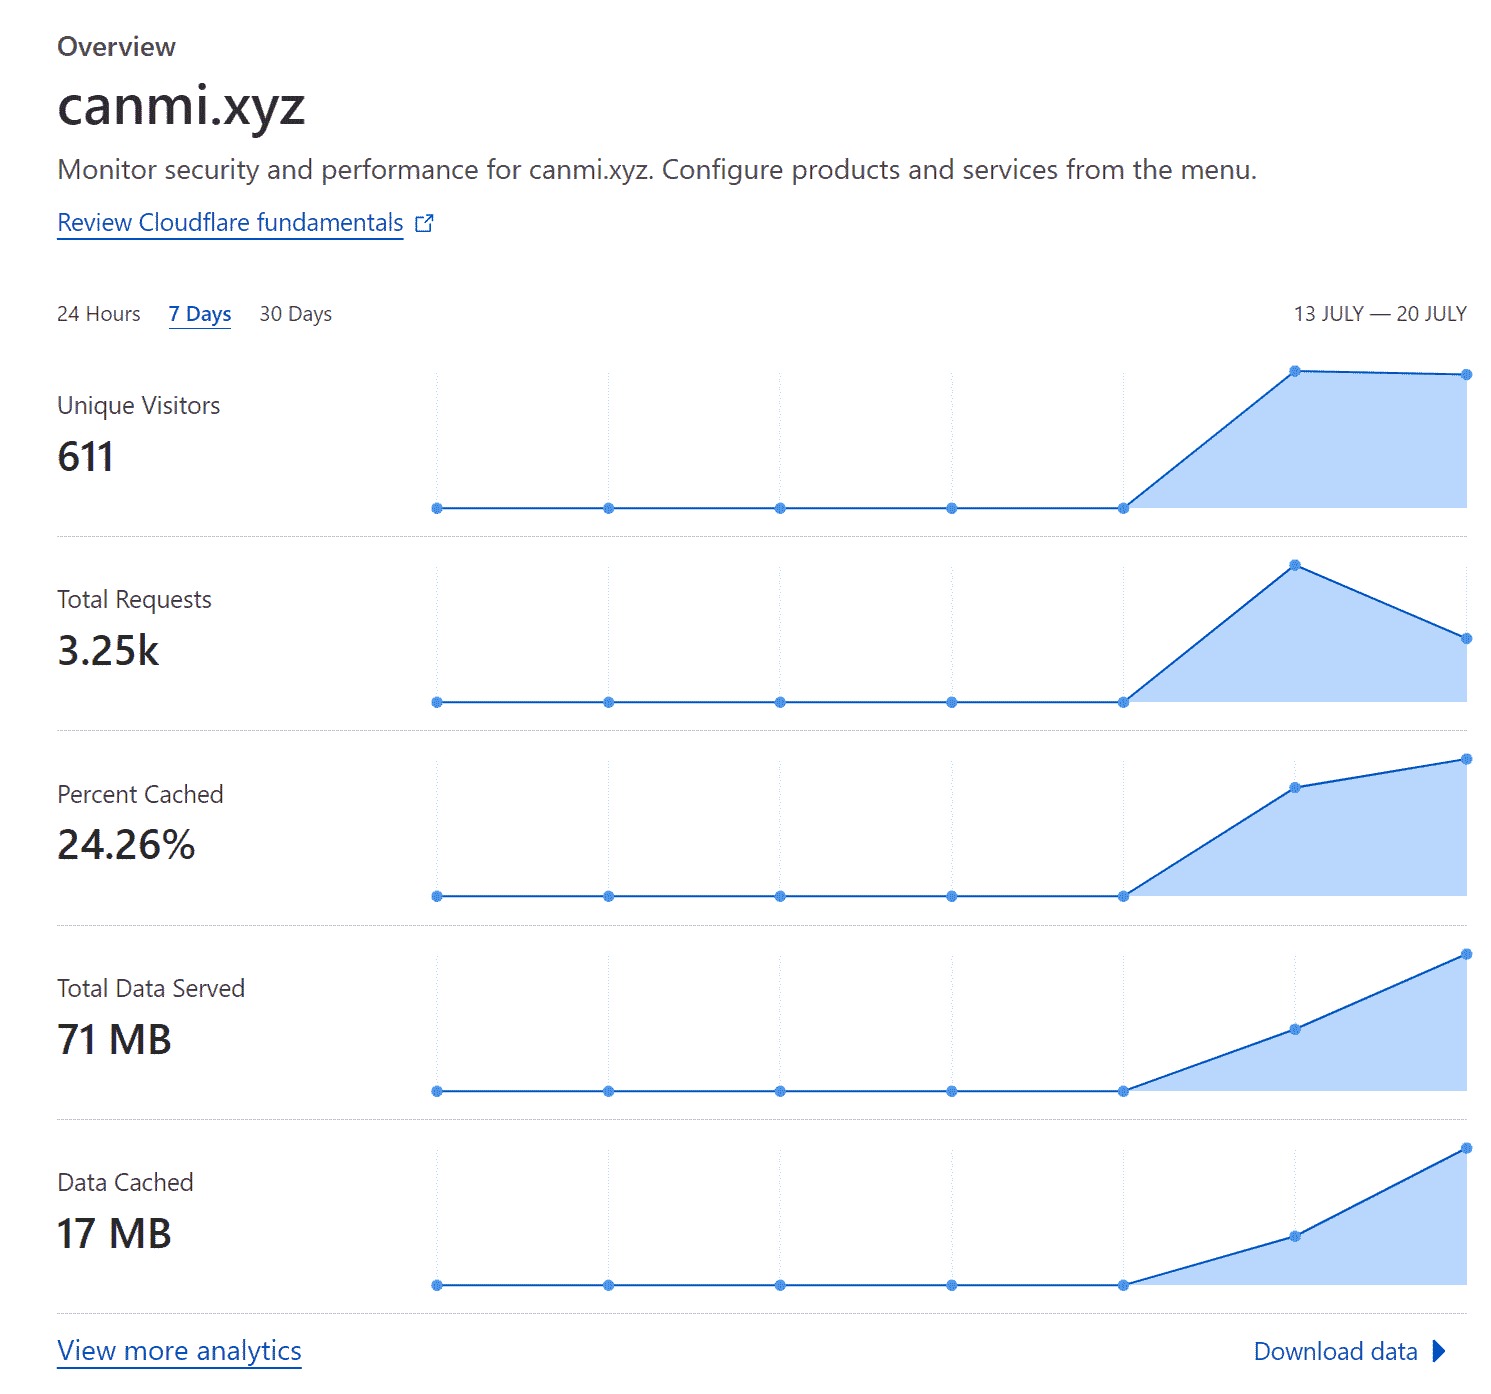 Overview
canmi.xyz
Monitor security and performance for canmi.xyz. Configure products and services from the menu.
Review Cloudflare fundamentals
24 Hours 7 Days 30 Days 13 JULY — 20 JULY
Unique Visitors
611
Total Requests
3.25k
Percent Cached
24.26%
Total Data Served
71 MB
Data Cached
17 MB
View more analytics Download data